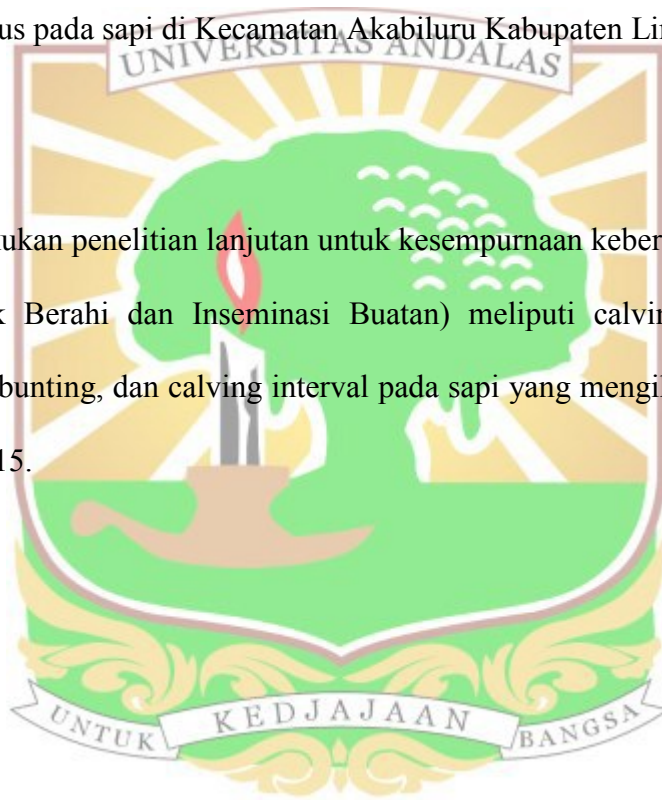 us pada sapi di Kecamatan Akabiluru Kabupaten Li
UNIVERSITAS ANDALAS
ukan penelitian lanjutan untuk kesempurnaan keber
k Berahi dan Inseminasi Buatan) meliputi calvin
bunting, dan calving interval pada sapi yang mengi
15.
UNTUK KEDJAJAAN BANGSA